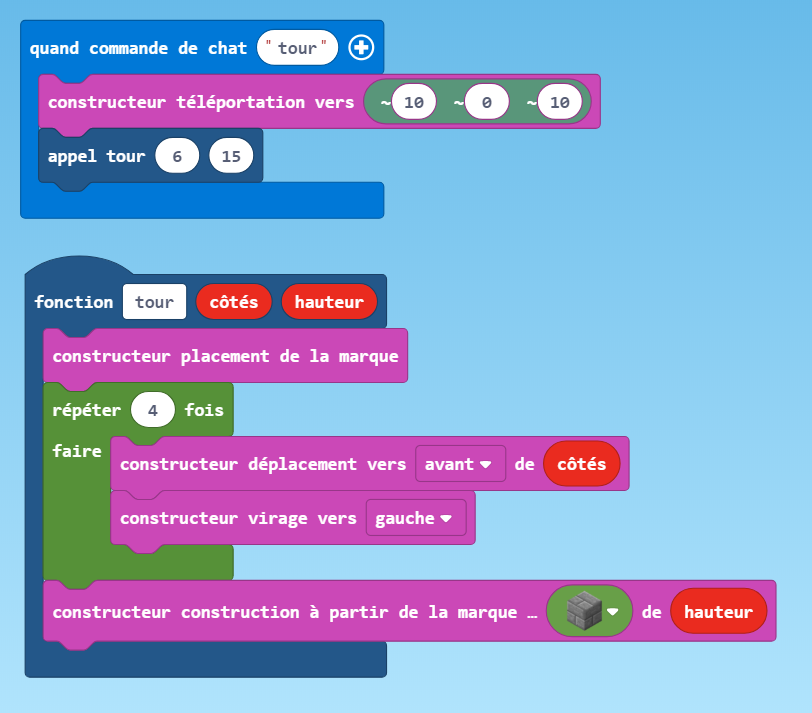 quand commande de chat "tour"
constructeur téléportation vers ~10 ~0 ~10
appel tour 6 15
fonction tour côtés hauteur
constructeur placement de la marque
répéter 4 fois
faire
constructeur déplacement vers avant de côtés
constructeur virage vers gauche
constructeur construction à partir de la marque … de hauteur